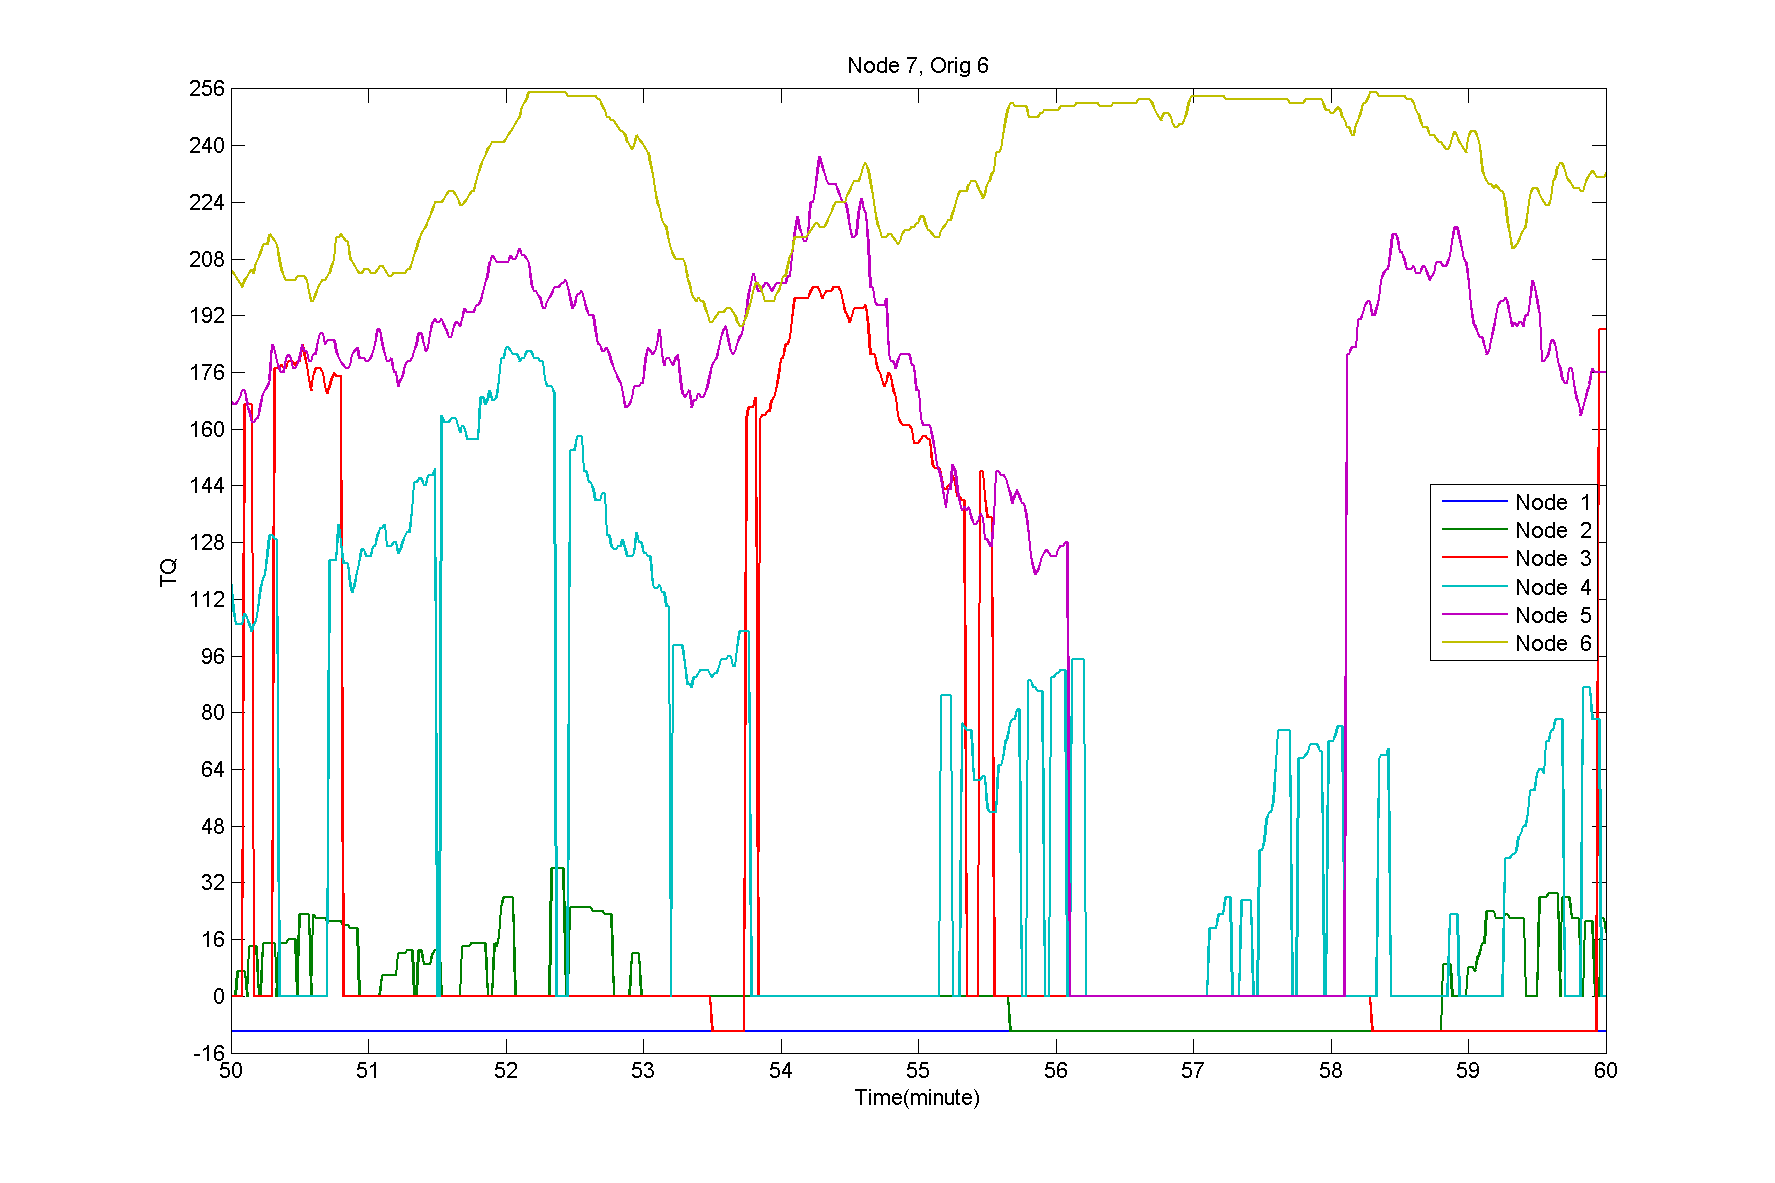 Node 7, Orig 6
256
240
224
208
192
176
160
144
128
112
96
80
64
48
32
16
0
-16
TQ
Node 1
Node 2
Node 3
Node 4
Node 5
Node 6
50 51 52 53 54 55 56 57 58 59 60
Time(minute)